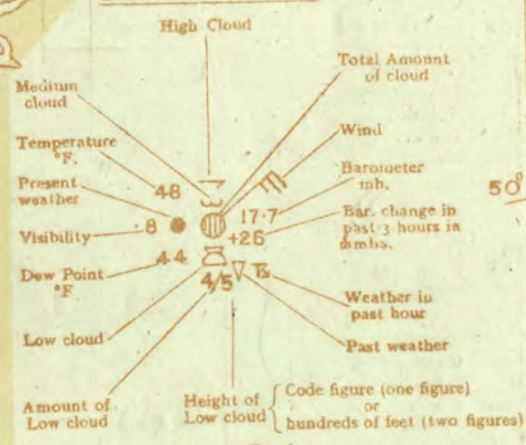 High Cloud
Total Amount
of cloud
Medium
cloud
Wind
Temperature
°F.
Barometer
mb.
48
Present
weather
50°
17.7
Bar. change in
past 3 hours in
8
Visibility
+26
Dew Point
°F
44
4/5
Weather in
past hour
Low cloud
Past weather
Amount of
Low cloud
Height of
Low cloud
Code figure (one figure)
or
hundreds of feet (two figures)